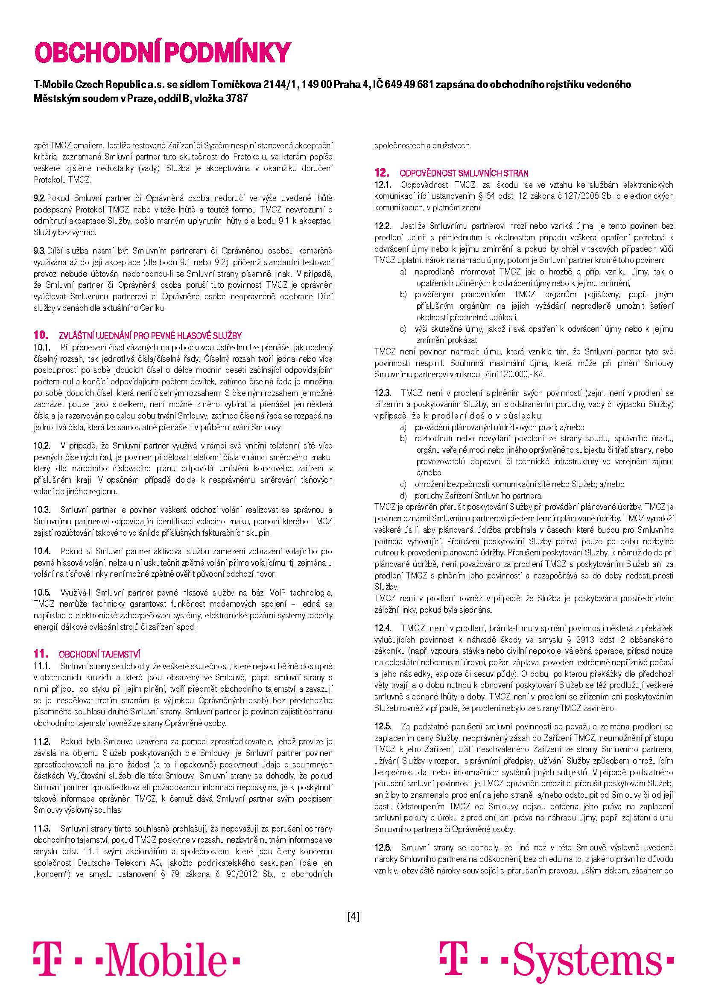 OBCHODNÍ PODMÍNKY
T-Mobile Czech Republic a.s. se sídlem Tomíčkova 2144/1, 149 00 Praha 4, IČ 649 49 681 zapsána do obchodního rejstříku vedeného
Městským soudem v Praze, oddíl B, vložka 3787
zpět TMCZ emailem. Jestliže testované Zařízení či Systém nesplní stanovená akceptační
kritéria, zaznamená Smluvní partner tuto skutečnost do Protokolu, ve kterém popíše
veškeré zjištěné nedostatky (vady). Služba je akceptována v okamžiku doručení
Protokolu TMCZ.
9.2. Pokud Smluvní partner či Oprávněná osoba nedoručí ve výše uvedené lhůtě
podepsaný Protokol TMCZ nebo v téže lhůtě a toutéž formou TMCZ nevyrozumí o
odmítnutí akceptace Služby, došlo marným uplynutím lhůty dle bodu 9.1 k akceptaci
Služby bez výhrad.
9.3. Dílčí služba nesmí být Smluvním partnerem či Oprávněnou osobou komerčně
využívána až do její akceptace (dle bodu 9.1 nebo 9.2), přičemž standardní testovací
provoz nebude účtován, nedohodnou-li se Smluvní strany písemně jinak. V případě,
že Smluvní partner či Oprávněná osoba poruší tuto povinnost, TMCZ je oprávněn
vyúčtovat Smluvnímu partnerovi či Oprávněné osobě neoprávněně odebrané Dílčí
služby v cenách dle aktuálního Ceníku.
10. ZVLÁŠTNÍ UJEDNÁNÍ PRO PEVNÉ HLASOVÉ SLUŽBY
10.1. Při přenesení čísel vázaných na pobočkovou ústřednu lze přenášet jak ucelený
číselný rozsah, tak jednotlivá čísla/číselné řady. Číselný rozsah tvoří jedna nebo více
posloupností po sobě jdoucích čísel o délce mocnin deseti začínající odpovídajícím
počtem nul a končící odpovídajícím počtem devítek, zatímco číselná řada je množina
po sobě jdoucích čísel, která není číselným rozsahem. S číselným rozsahem je možné
zacházet pouze jako s celkem, není možné z něho vybírat a přenášet jen některá
čísla a je rezervován po celou dobu trvání Smlouvy, zatímco číselná řada se rozpadá na
jednotlivá čísla, která lze samostatně přenášet i v průběhu trvání Smlouvy.
10.2. V případě, že Smluvní partner využívá v rámci své vnitřní telefonní sítě více
pevných číselných řad, je povinen přidělovat telefonní čísla v rámci směrového znaku,
který dle národního číslovacího plánu odpovídá umístění koncového zařízení v
příslušném kraji. V opačném případě dojde k nesprávnému směrování tísňových
volání do jiného regionu.
10.3. Smluvní partner je povinen veškerá odchozí volání realizovat se správnou a
Smluvnímu partnerovi odpovídající identifikací volacího znaku, pomocí kterého TMCZ
zajistí rozúčtování takového volání do příslušných fakturačních skupin.
10.4. Pokud si Smluvní partner aktivoval službu zamezení zobrazení volajícího pro
pevné hlasové volání, nelze u ní uskutečnit zpětné volání přímo volajícímu, tj. zejména u
volání na tísňové linky není možné zpětně ověřit původní odchozí hovor.
10.5. Využívá-li Smluvní partner pevné hlasové služby na bázi VoIP technologie,
TMCZ nemůže technicky garantovat funkčnost modemových spojení – jedná se
například o elektronické zabezpečovací systémy, elektronické požární systémy, odečty
energií, dálkové ovládání strojů či zařízení apod.
11. OBCHODNÍ TAJEMSTVÍ
11.1. Smluvní strany se dohodly, že veškeré skutečnosti, které nejsou běžně dostupné
v obchodních kruzích a které jsou obsaženy ve Smlouvě, popř. smluvní strany s
nimi přijdou do styku při jejím plnění, tvoří předmět obchodního tajemství, a zavazují
se je nesdělovat třetím stranám (s výjimkou Oprávněných osob) bez předchozího
písemného souhlasu druhé Smluvní strany. Smluvní partner je povinen zajistit ochranu
obchodního tajemství rovněž ze strany Oprávněné osoby.
11.2. Pokud byla Smlouva uzavřena za pomoci zprostředkovatele, jehož provize je
závislá na objemu Služeb poskytovaných dle Smlouvy, je Smluvní partner povinen
zprostředkovateli na jeho žádost (a to i opakovně) poskytnout údaje o souhrnných
částkách Vyúčtování služeb dle této Smlouvy. Smluvní strany se dohodly, že pokud
Smluvní partner zprostředkovateli požadovanou informaci neposkytne, je k poskytnutí
takové informace oprávněn TMCZ, k čemuž dává Smluvní partner svým podpisem
Smlouvy výslovný souhlas.
11.3. Smluvní strany tímto souhlasně prohlašují, že nepovažují za porušení ochrany
obchodního tajemství, pokud TMCZ poskytne v rozsahu nezbytně nutném informace ve
smyslu odst. 11.1 svým akcionářům a společnostem, které jsou členy koncernu
společnosti Deutsche Telekom AG, jakožto podnikatelského seskupení (dále jen
„koncern“) ve smyslu ustanovení § 79 zákona č. 90/2012 Sb., o obchodních
společnostech a družstvech.
12. ODPOVĚDNOST SMLUVNÍCH STRAN
12.1. Odpovědnost TMCZ za škodu se ve vztahu ke službám elektronických
komunikací řídí ustanovením § 64 odst. 12 zákona č.127/2005 Sb. o elektronických
komunikacích, v platném znění.
12.2. Jestliže Smluvnímu partnerovi hrozí nebo vzniká újma, je tento povinen bez
prodlení učinit s přihlédnutím k okolnostem případu veškerá opatření potřebná k
odvrácení újmy nebo k jejímu zmírnění, a pokud by chtěl v takových případech vůči
TMCZ uplatnit nárok na náhradu újmy, potom je Smluvní partner kromě toho povinen:
a) neprodleně informovat TMCZ jak o hrozbě a příp. vzniku újmy, tak o
opatřeních učiněných k odvrácení újmy nebo k jejímu zmírnění,
b) pověřeným pracovníkům TMCZ, orgánům pojišťovny, popř. jiným
příslušným orgánům na jejich vyžádání neprodleně umožnit šetření
okolností předmětné události,
c) výši skutečné újmy, jakož i svá opatření k odvrácení újmy nebo k jejímu
zmírnění prokázat.
TMCZ není povinen nahradit újmu, která vznikla tím, že Smluvní partner tyto své
povinnosti nesplnil. Souhrnná maximální újma, která může při plnění Smlouvy
Smluvnímu partnerovi vzniknout, činí 120.000,- Kč.
12.3. TMCZ není v prodlení s plněním svých povinností (zejm. není v prodlení se
zřízením a poskytováním Služby, ani s odstraněním poruchy, vady či výpadku Služby)
v případě, že k prodlení došlo v důsledku
a) provádění plánovaných údržbových prací; a/nebo
b) rozhodnutí nebo nevydání povolení ze strany soudu, správního úřadu,
orgánu veřejné moci nebo jiného oprávněného subjektu či třetí strany, nebo
provozovatelů dopravní či technické infrastruktury ve veřejném zájmu;
a/nebo
c) ohrožení bezpečnosti komunikační sítě nebo Služeb; a/nebo
d) poruchy Zařízení Smluvního partnera.
TMCZ je oprávněn přerušit poskytování Služby při provádění plánované údržby. TMCZ je
povinen oznámit Smluvnímu partnerovi předem termín plánované údržby. TMCZ vynaloží
veškeré úsilí, aby plánovaná údržba probíhala v časech, které budou pro Smluvního
partnera vyhovující. Přerušení poskytování Služby potrvá pouze po dobu nezbytně
nutnou k provedení plánované údržby. Přerušení poskytování Služby, k němuž dojde při
plánované údržbě, není považováno za prodlení TMCZ s poskytováním Služeb ani za
prodlení TMCZ s plněním jeho povinností a nezapočítává se do doby nedostupnosti
Služby.
TMCZ není v prodlení rovněž v případě, že Služba je poskytována prostřednictvím
záložní linky, pokud byla sjednána.
12.4. TMCZ není v prodlení, bránila-li mu v splnění povinnosti některá z překážek
vylučujících povinnost k náhradě škody ve smyslu § 2913 odst. 2 občanského
zákoníku (např. vzpoura, stávka nebo civilní nepokoje, válečná operace, případ nouze
na celostátní nebo místní úrovni, požár, záplava, povodeň, extrémně nepříznivé počasí
a jeho následky, exploze či sesuv půdy). O dobu, po kterou překážky dle předchozí
věty trvají, a o dobu nutnou k obnovení poskytování Služeb se též prodlužují veškeré
smluvně sjednané lhůty a doby. TMCZ není v prodlení se zřízením ani poskytováním
Služeb rovněž v případě, že prodlení nebylo ze strany TMCZ zaviněno.
12.5. Za podstatné porušení smluvní povinnosti se považuje zejména prodlení se
zaplacením ceny Služby, neoprávněný zásah do Zařízení TMCZ, neumožnění přístupu
TMCZ k jeho Zařízení, užití neschváleného Zařízení ze strany Smluvního partnera,
užívání Služby v rozporu s právními předpisy, užívání Služby způsobem ohrožujícím
bezpečnost dat nebo informačních systémů jiných subjektů. V případě podstatného
porušení smluvní povinnosti je TMCZ oprávněn omezit či přerušit poskytování Služeb,
aniž by to znamenalo prodlení na jeho straně, a/nebo odstoupit od Smlouvy či od její
části. Odstoupením TMCZ od Smlouvy nejsou dotčena jeho práva na zaplacení
smluvní pokuty a úroku z prodlení, ani práva na náhradu újmy, popř. zajištění dluhu
Smluvního partnera či Oprávněné osoby.
12.6. Smluvní strany se dohodly, že jiné než v této Smlouvě výslovně uvedené
nároky Smluvního partnera na odškodnění, bez ohledu na to, z jakého právního důvodu
vznikly, obzvláště nároky související s přerušením provozu, ušlým ziskem, zásahem do
[4]
T··Mobile·
T··Systems·